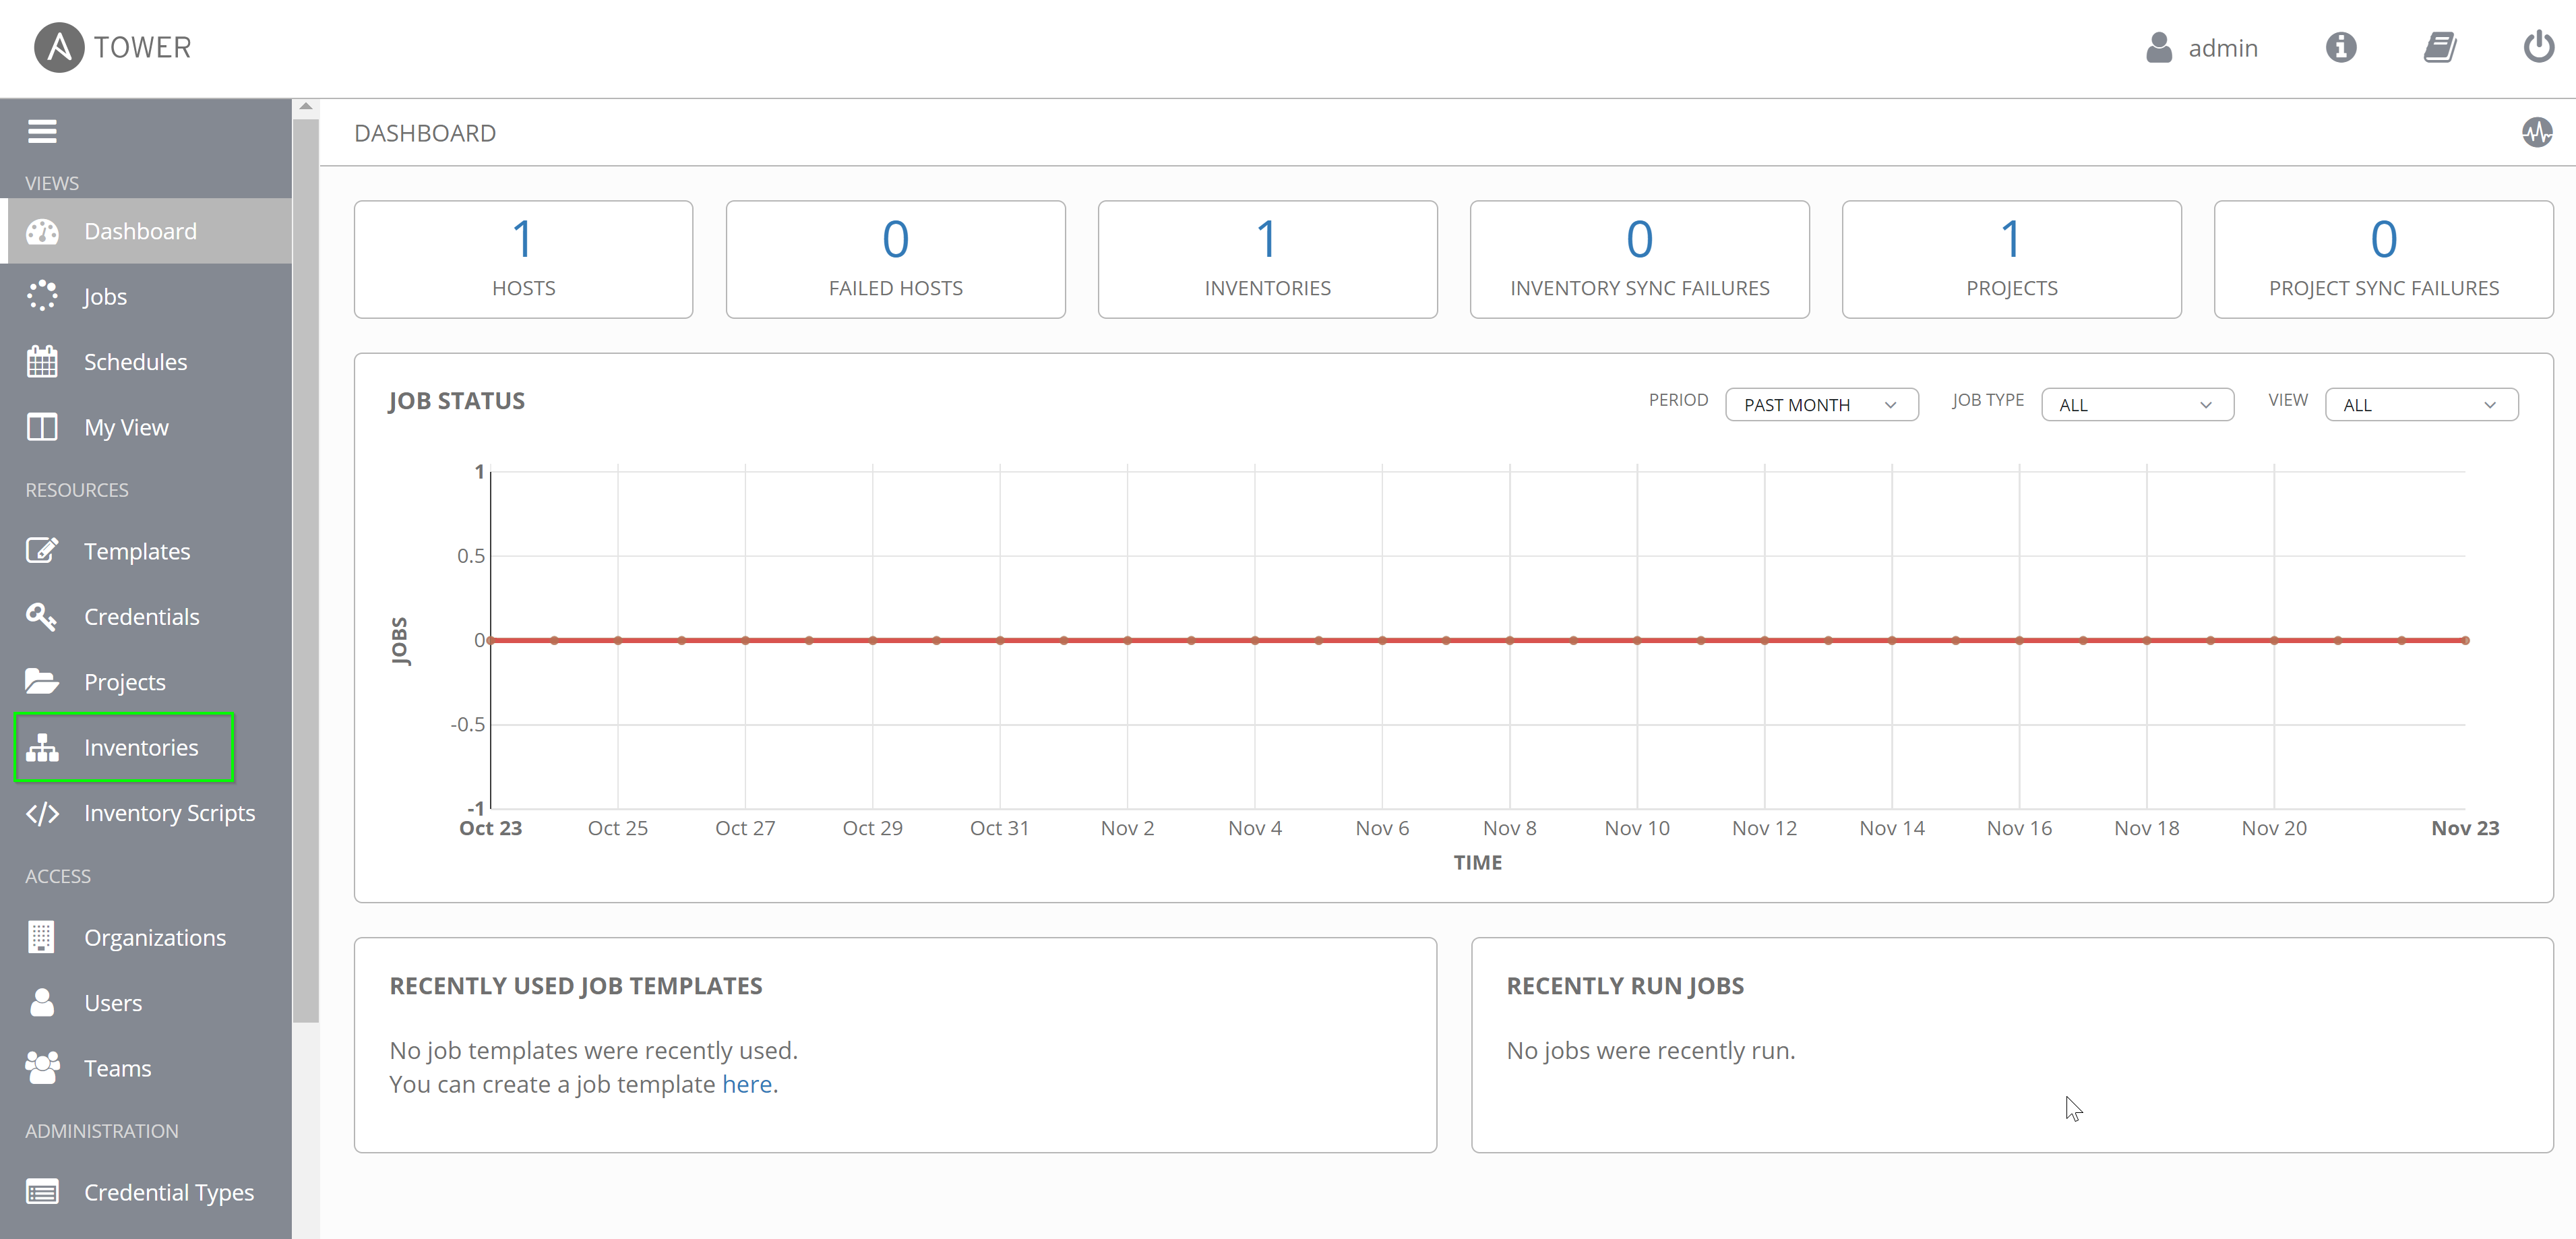 TOWER
admin
VIEWS
Dashboard
Jobs
Schedules
My View
RESOURCES
Templates
Credentials
Projects
Inventories
Inventory Scripts
ACCESS
Organizations
Users
Teams
ADMINISTRATION
Credential Types
DASHBOARD
1
HOSTS
0
FAILED HOSTS
1
INVENTORIES
0
INVENTORY SYNC FAILURES
1
PROJECTS
0
PROJECT SYNC FAILURES
JOB STATUS
PERIOD PAST MONTH JOB TYPE ALL VIEW ALL
1
0.5
0
-0.5
-1
JOBS
Oct 23 Oct 25 Oct 27 Oct 29 Oct 31 Nov 2 Nov 4 Nov 6 Nov 8 Nov 10 Nov 12 Nov 14 Nov 16 Nov 18 Nov 20 Nov 23
TIME
RECENTLY USED JOB TEMPLATES
No job templates were recently used.
You can create a job template here.
RECENTLY RUN JOBS
No jobs were recently run.